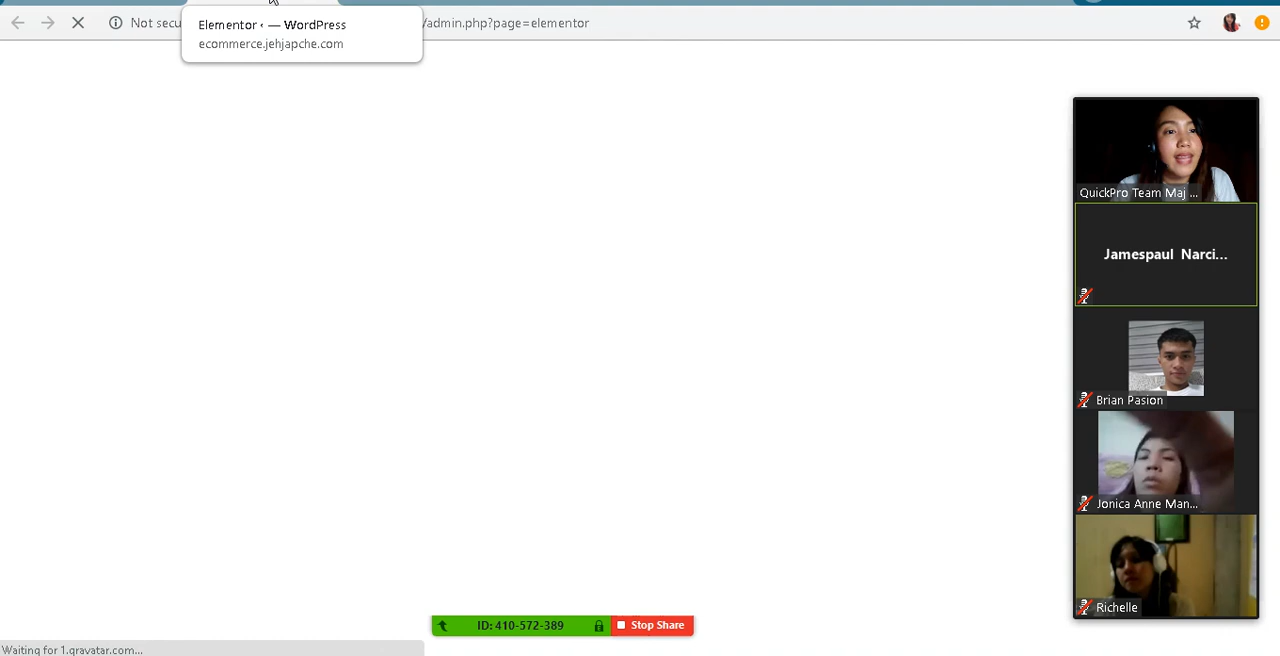 Not secu
/admin.php?page=elementor
Elementor ‹ — WordPress
ecommerce.jehjapche.com
QuickPro Team Maj ...
Jamespaul Narci...
Brian Pasion
Jonica Anne Man...
Richelle
ID: 410-572-389
Stop Share
Waiting for 1.gravatar.com...